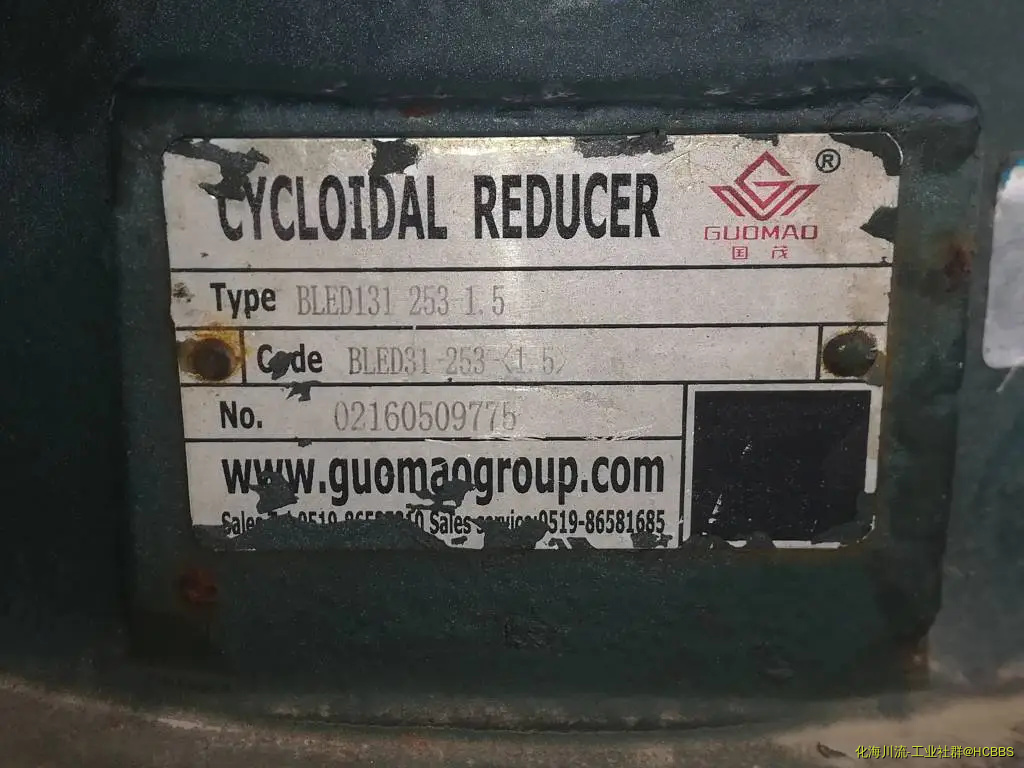 CYCLOIDAL REDUCER
®
GUOMAO
国茂
Type BLED131 253 1.5
Code BLED31-253-<1.5>
No. 02160509775
www.guomaogroup.com
Sales Sales service:0519-86581685
化海川流-工业社群@HCBBS